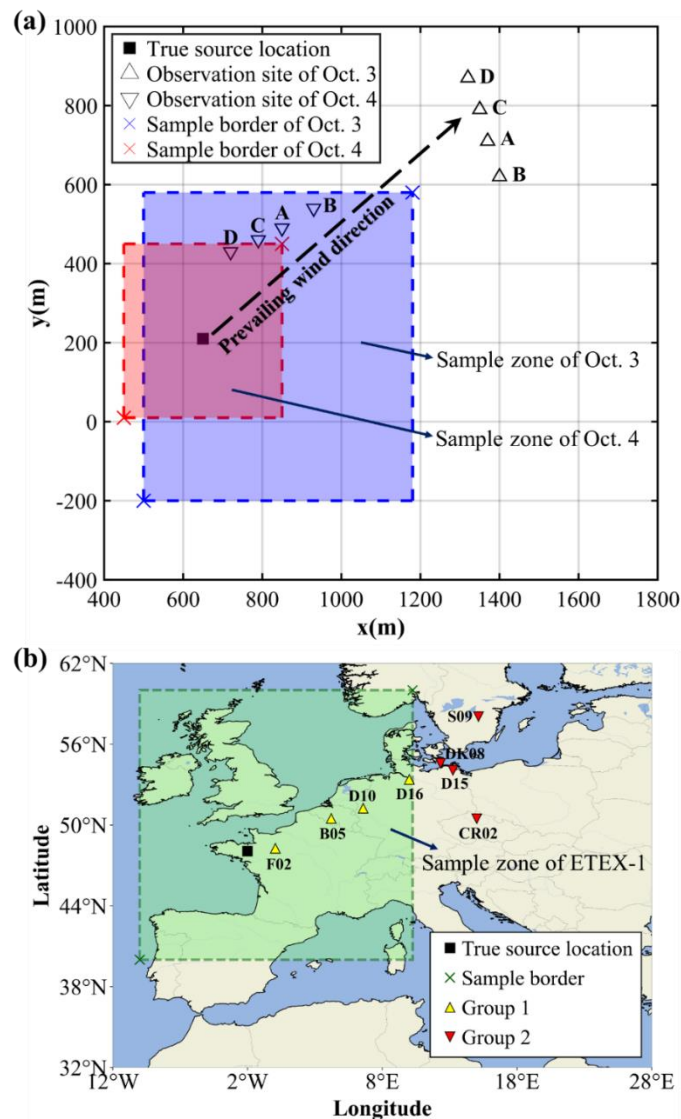 (a)
1000
800
600
400
200
0
-200
-400
y(m)
True source location
Observation site of Oct. 3
Observation site of Oct. 4
Sample border of Oct. 3
Sample border of Oct. 4
D
C
A
B
B
A
C
D
Prevailing wind direction
Sample zone of Oct. 3
Sample zone of Oct. 4
400 600 800 1000 1200 1400 1600 1800
x(m)
(b)
62°N
56°N
50°N
44°N
38°N
32°N
Latitude
S09
DK08
D15
D16
D10
B05
CR02
F02
Sample zone of ETEX-1
True source location
Sample border
Group 1
Group 2
12°W 2°W 8°E 18°E 28°E
Longitude